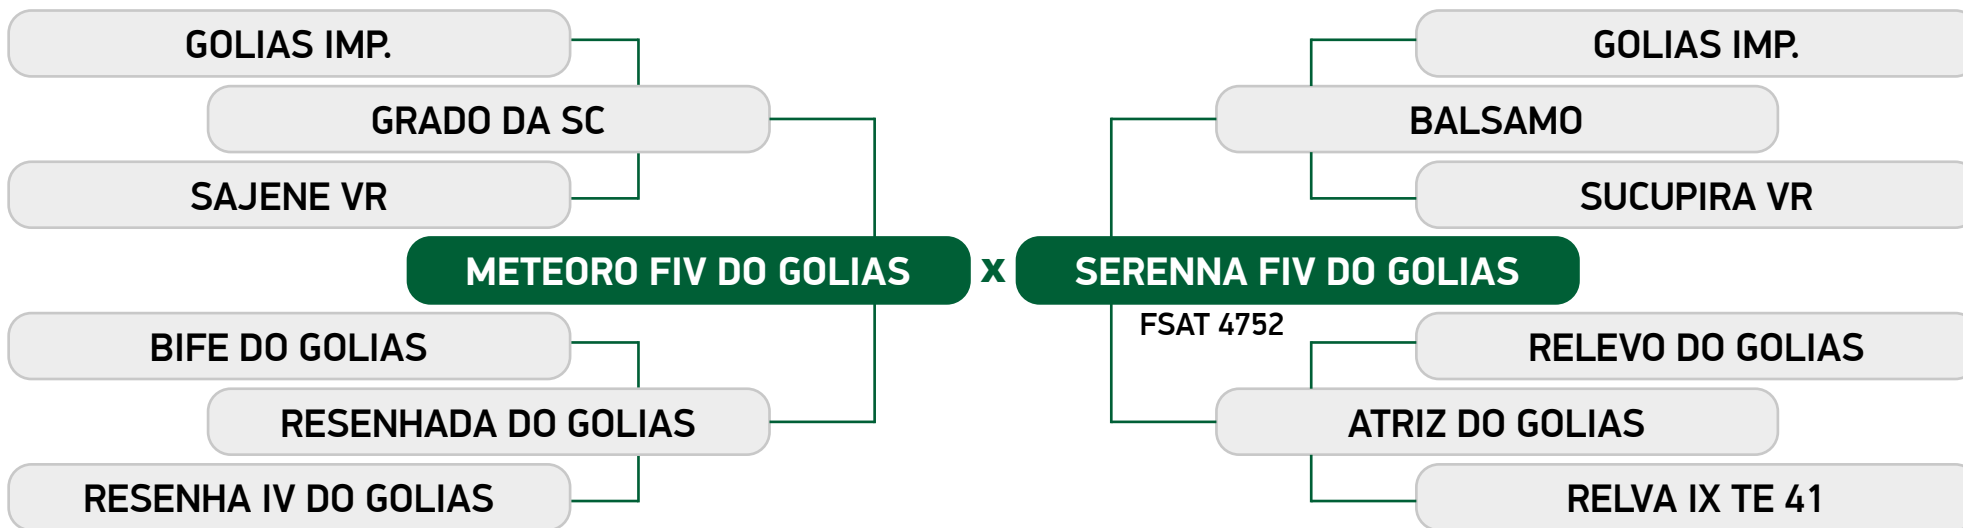 GOLIAS IMP.
GOLIAS IMP.
GRADO DA SC
BALSAMO
SAJENE VR
SUCUPIRA VR
METEORO FIV DO GOLIAS x SERENNA FIV DO GOLIAS
FSAT 4752
BIFE DO GOLIAS
RELEVO DO GOLIAS
RESENHADA DO GOLIAS
ATRIZ DO GOLIAS
RESENHA IV DO GOLIAS
RELVA IX TE 41